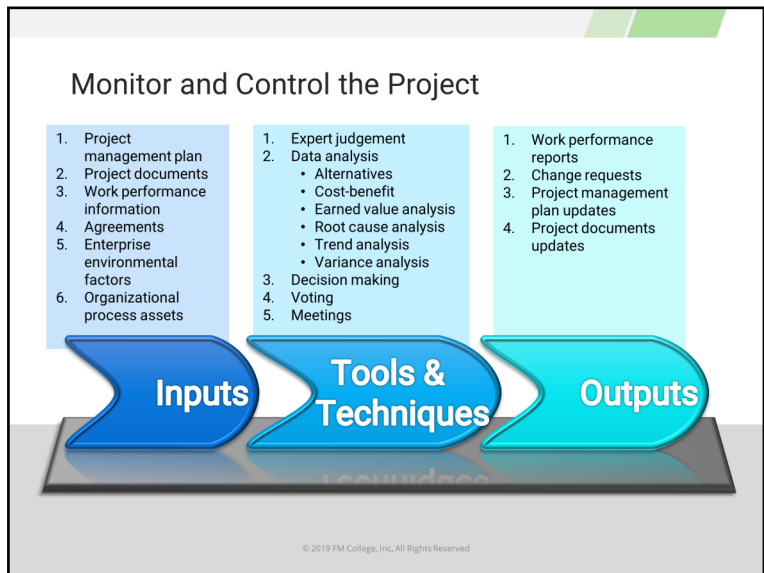 Monitor and Control the Project
1. Project
management plan
2. Project documents
3. Work performance
information
4. Agreements
5. Enterprise
environmental
factors
6. Organizational
process assets
1. Expert judgement
2. Data analysis
• Alternatives
• Cost-benefit
• Earned value analysis
• Root cause analysis
• Trend analysis
• Variance analysis
3. Decision making
4. Voting
5. Meetings
1. Work performance
reports
2. Change requests
3. Project management
plan updates
4. Project documents
updates
Inputs
Tools &
Techniques
Outputs
© 2019 FM College, Inc, All Rights Reserved